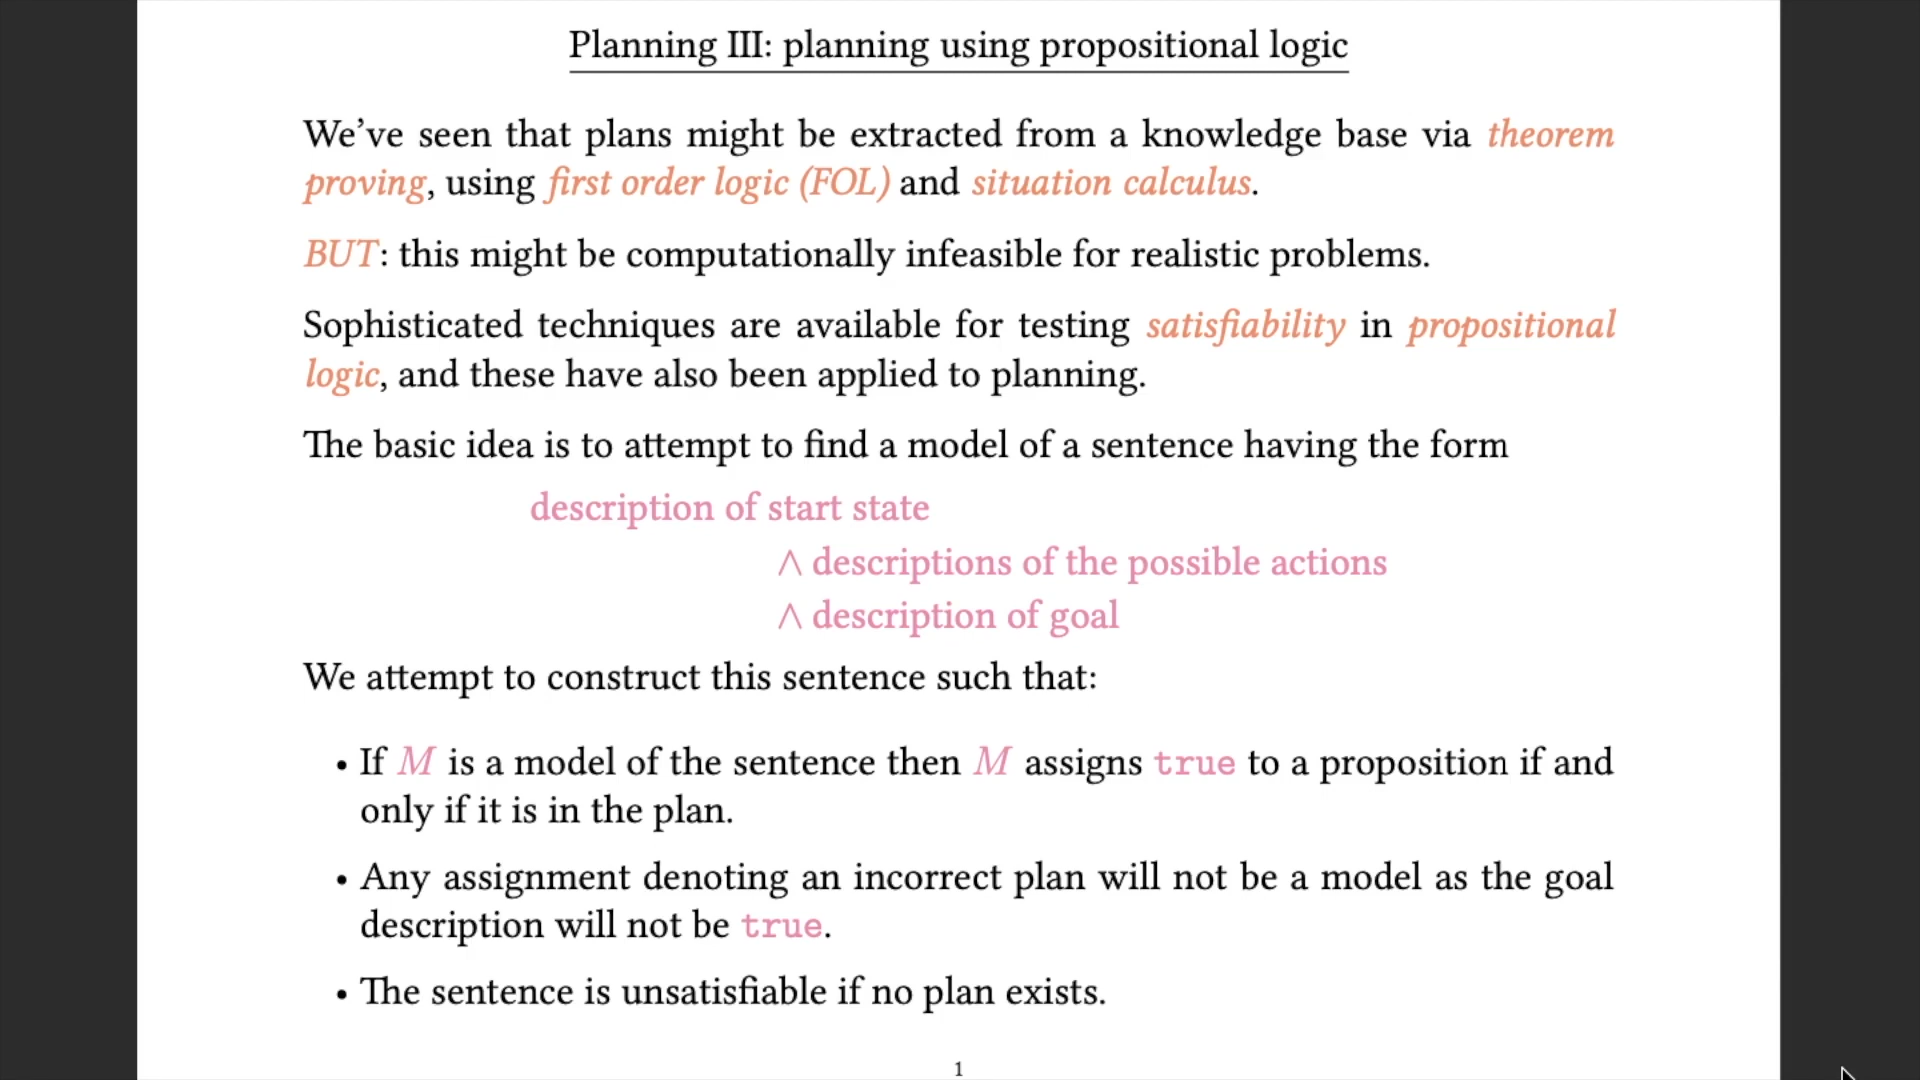 Planning III: planning using propositional logic
We've seen that plans might be extracted from a knowledge base via theorem
proving, using first order logic (FOL) and situation calculus.
BUT: this might be computationally infeasible for realistic problems.
Sophisticated techniques are available for testing satisfiability in propositional
logic, and these have also been applied to planning.
The basic idea is to attempt to find a model of a sentence having the form
description of start state
∧ descriptions of the possible actions
∧ description of goal
We attempt to construct this sentence such that:
• If M is a model of the sentence then M assigns true to a proposition if and
only if it is in the plan.
• Any assignment denoting an incorrect plan will not be a model as the goal
description will not be true.
• The sentence is unsatisfiable if no plan exists.
1